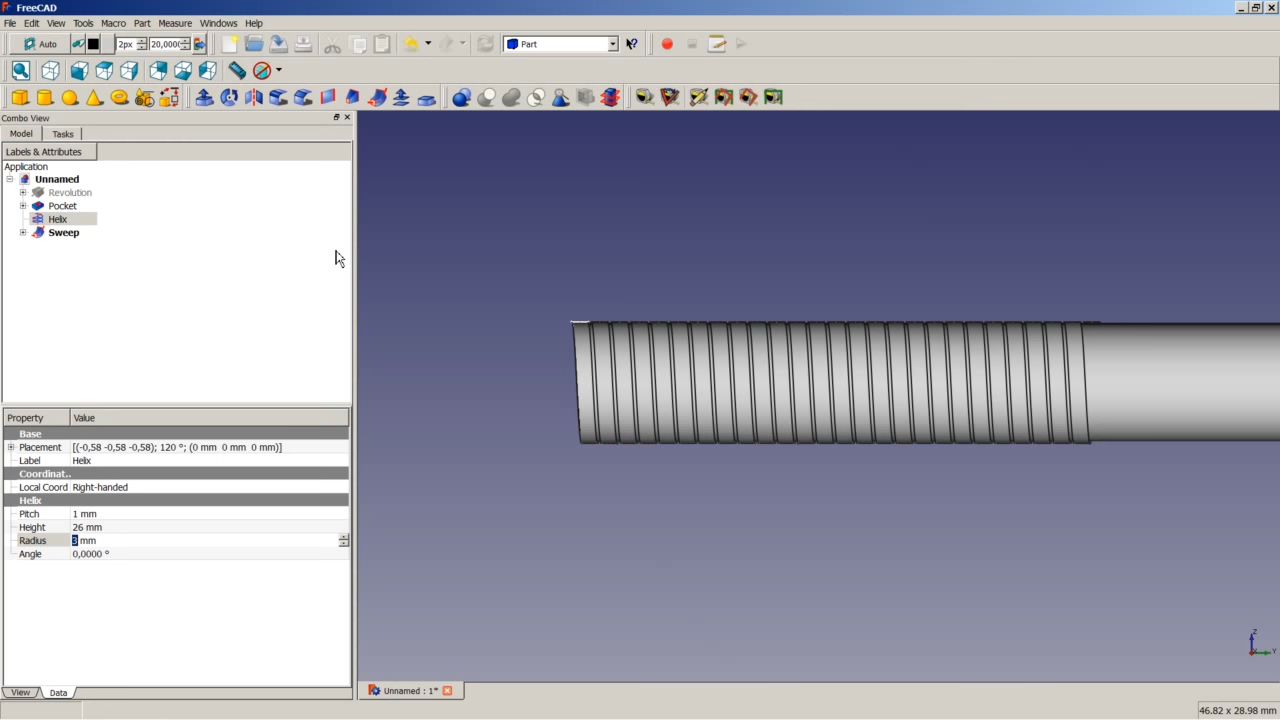 FreeCAD
File Edit View Tools Macro Part Measure Windows Help
Auto 2px 20,0000 Part
Combo View
Model Tasks
Labels & Attributes
Application
Unnamed
Revolution
Pocket
Helix
Sweep
Property Value
Base
Placement [(-0,58 -0,58 -0,58); 120 °; (0 mm 0 mm 0 mm)]
Label Helix
Coordinat..
Local Coord Right-handed
Helix
Pitch 1 mm
Height 26 mm
Radius 3 mm
Angle 0,0000 °
Z
Y
View Data
Unnamed : 1*
46.82 x 28.98 mm